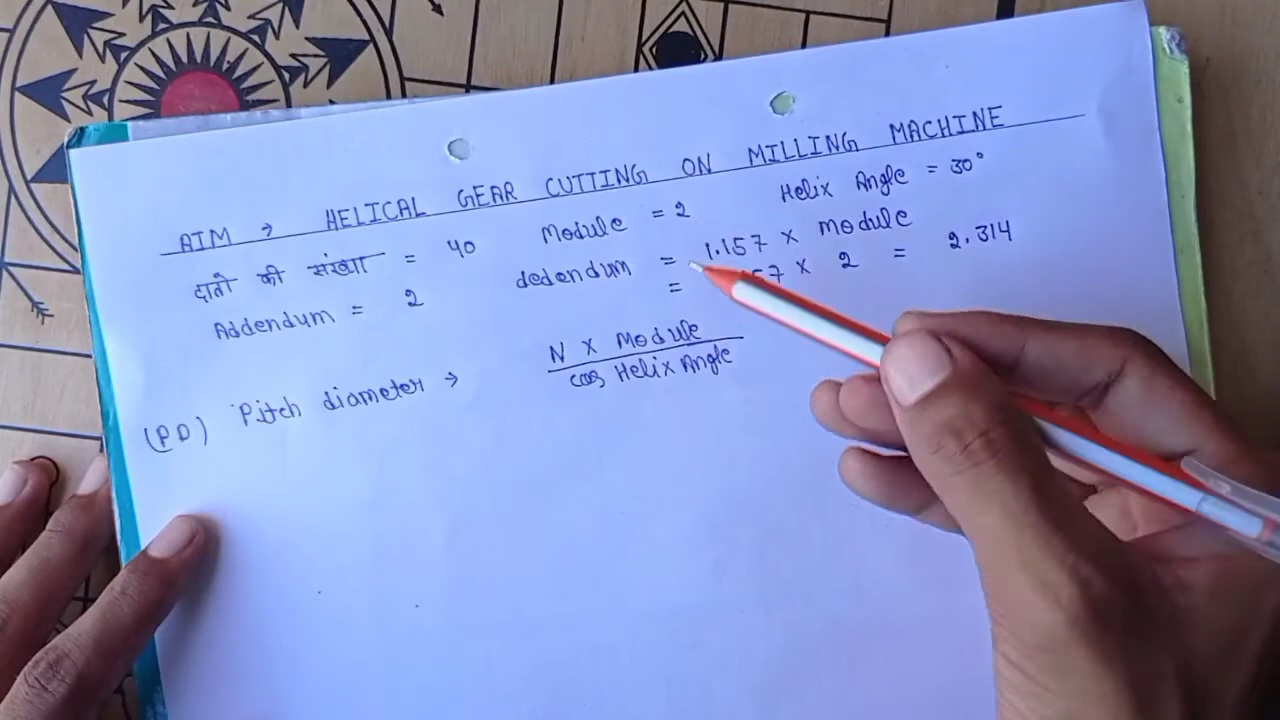 AIM → HELICAL GEAR CUTTING ON MILLING MACHINE
दातो की संख्या = 40 Module = 2 Helix Angle = 30°
Addendum = 2 dedendum = 1.157 x Module
= 57 x 2 = 2.314
(PD) Pitch diameter → N x Module
cos Helix Angle